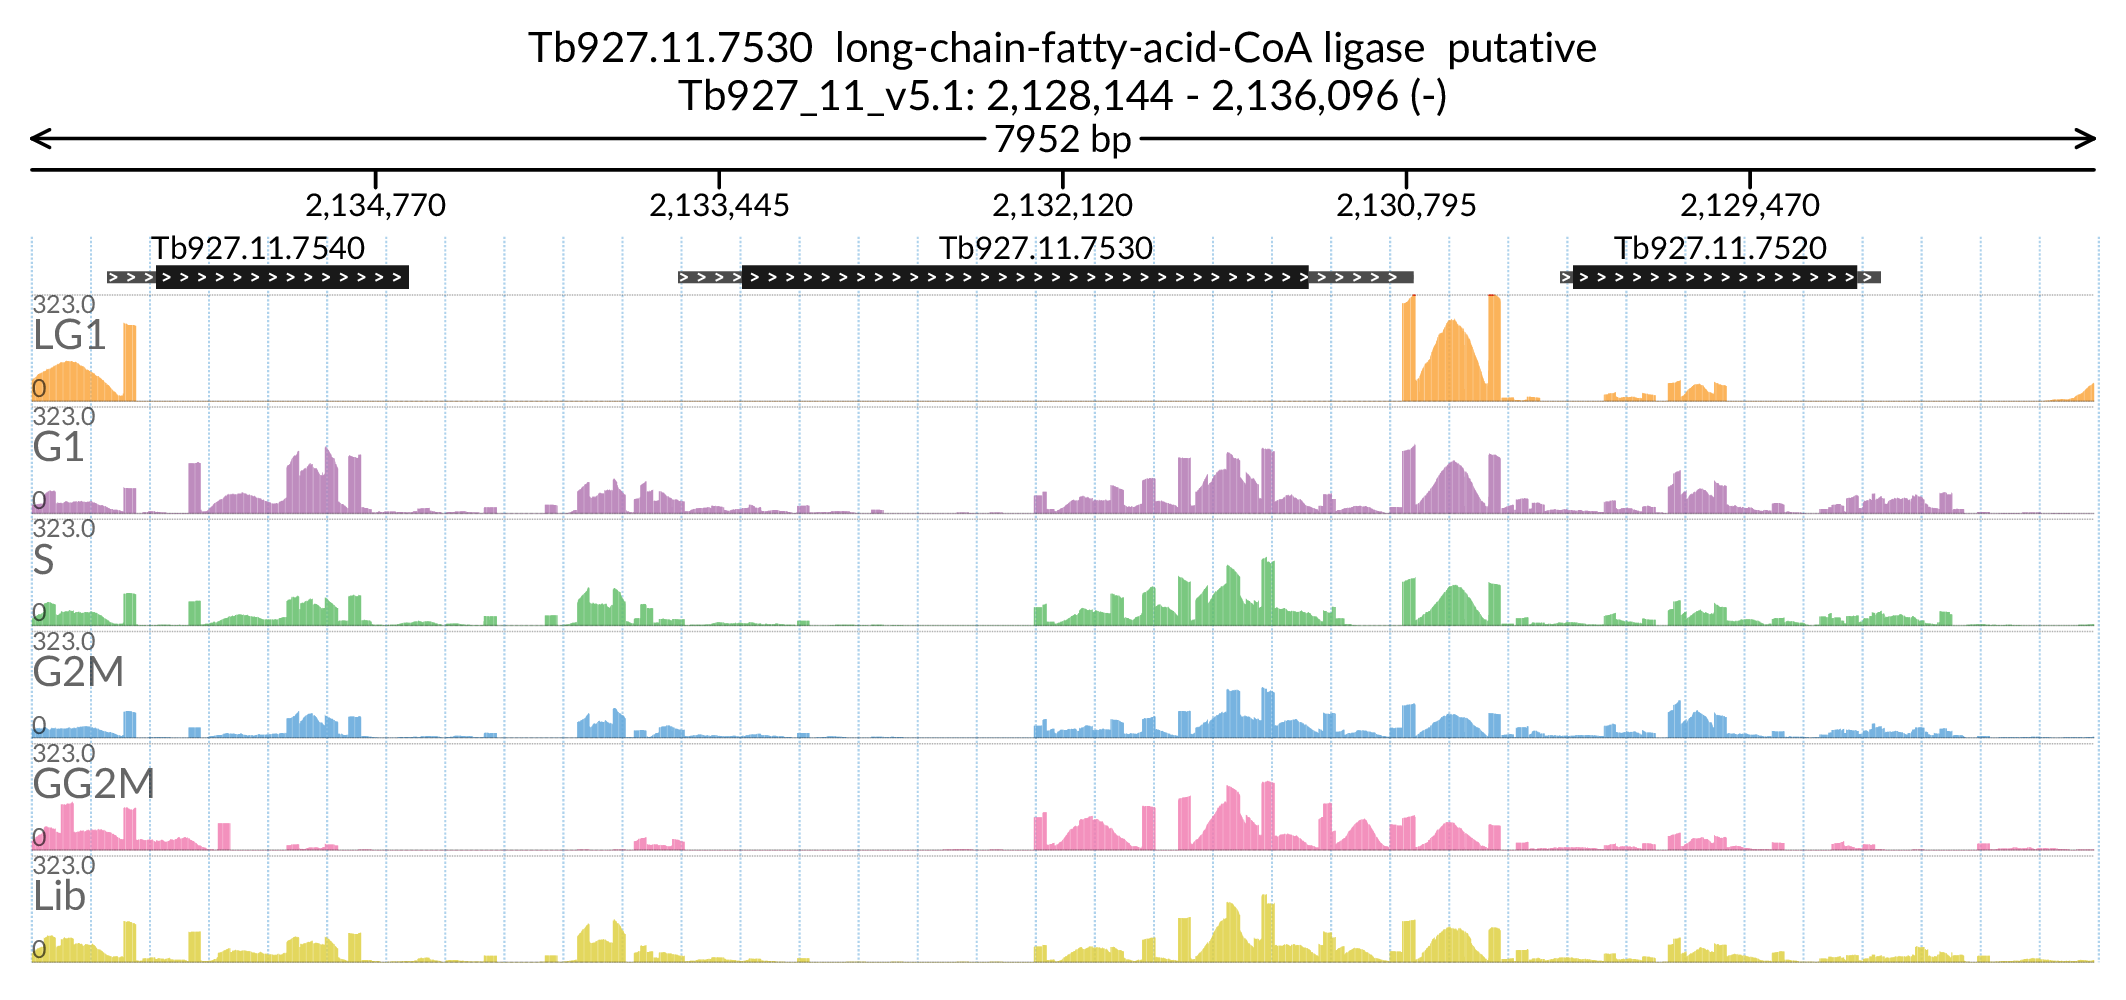 Tb927.11.7530  long-chain-fatty-acid-CoA ligase  putative
Tb927_11_v5.1: 2,128,144 - 2,136,096 (-)
7952 bp
2,134,770 2,133,445 2,132,120 2,130,795 2,129,470
Tb927.11.7540 Tb927.11.7530 Tb927.11.7520
323.0
LG1
0
323.0
G1
0
323.0
S
0
323.0
G2M
0
323.0
GG2M
0
323.0
Lib
0